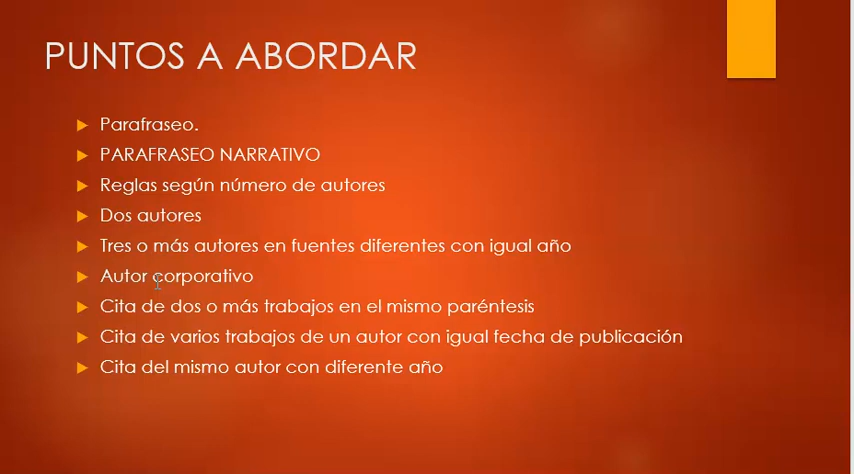 PUNTOS A ABORDAR
Parafraseo.
PARAFRASEO NARRATIVO
Reglas según número de autores
Dos autores
Tres o más autores en fuentes diferentes con igual año
Autor corporativo
Cita de dos o más trabajos en el mismo paréntesis
Cita de varios trabajos de un autor con igual fecha de publicación
Cita del mismo autor con diferente año